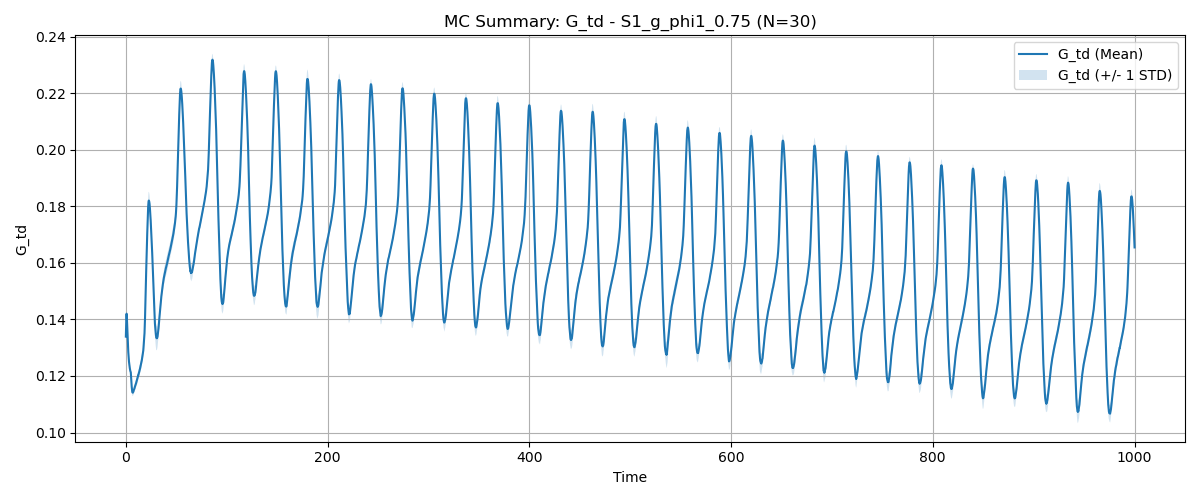 MC Summary: G_td - S1_g_phi1_0.75 (N=30)
G_td (Mean)
G_td (+/- 1 STD)
G_td
0.24
0.22
0.20
0.18
0.16
0.14
0.12
0.10
0 200 400 600 800 1000
Time